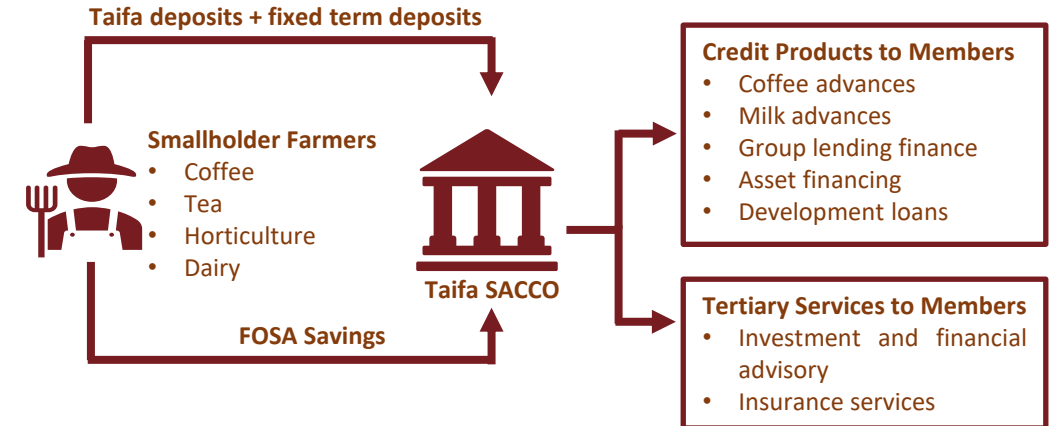 Taifa deposits + fixed term deposits
Smallholder Farmers
• Coffee
• Tea
• Horticulture
• Dairy
Taifa SACCO
FOSA Savings
Credit Products to Members
• Coffee advances
• Milk advances
• Group lending finance
• Asset financing
• Development loans
Tertiary Services to Members
• Investment and financial
advisory
• Insurance services